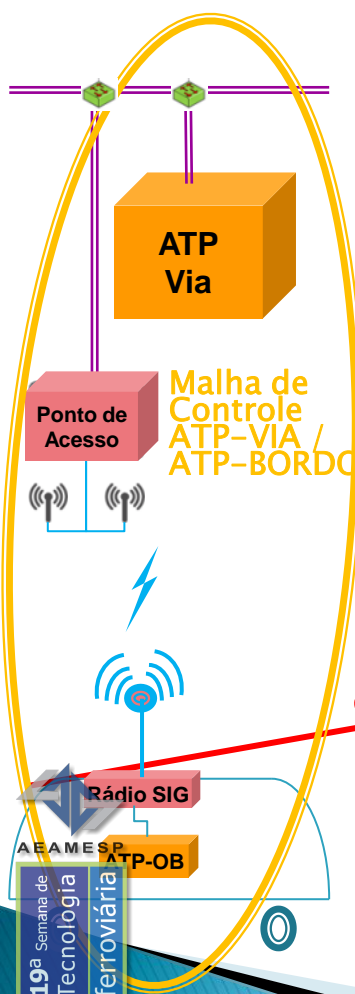 ATP
Via
Ponto de
Acesso
Malha de
Controle
ATP-VIA /
ATP-BORDO
Rádio SIG
AEAMESP
ATP-OB
19ª Semana de
Tecnologia
ferroviária